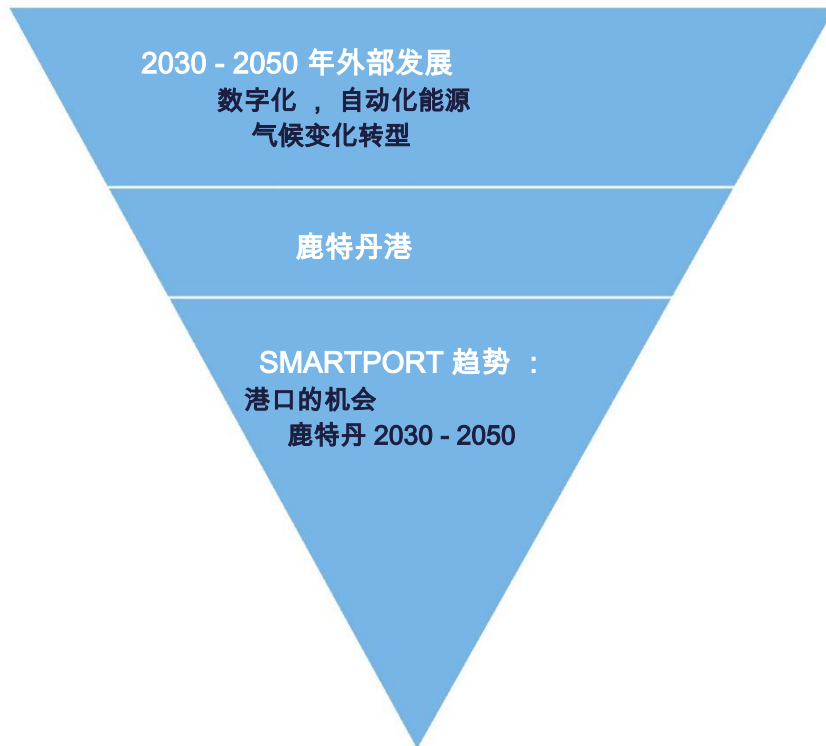 2030 - 2050 年外部发展
数字化 ，自动化能源
气候变化转型
鹿特丹港
SMARTPORT 趋势 ：
港口的机会
鹿特丹 2030 - 2050